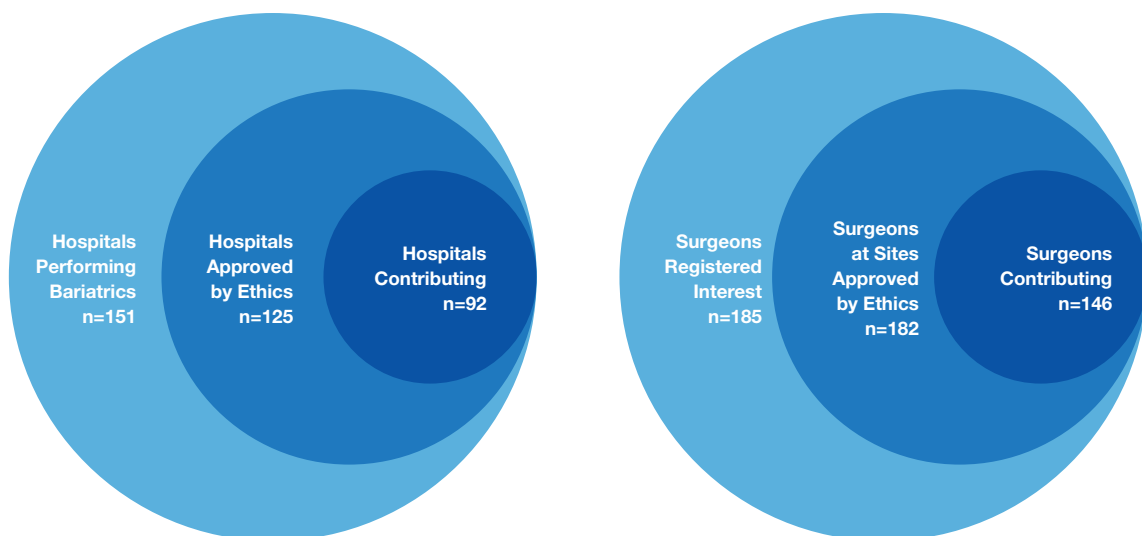 Hospitals
Performing
Bariatrics
n=151
Hospitals
Approved
by Ethics
n=125
Hospitals
Contributing
n=92
Surgeons
Registered
Interest
n=185
Surgeons
at Sites
Approved
by Ethics
n=182
Surgeons
Contributing
n=146